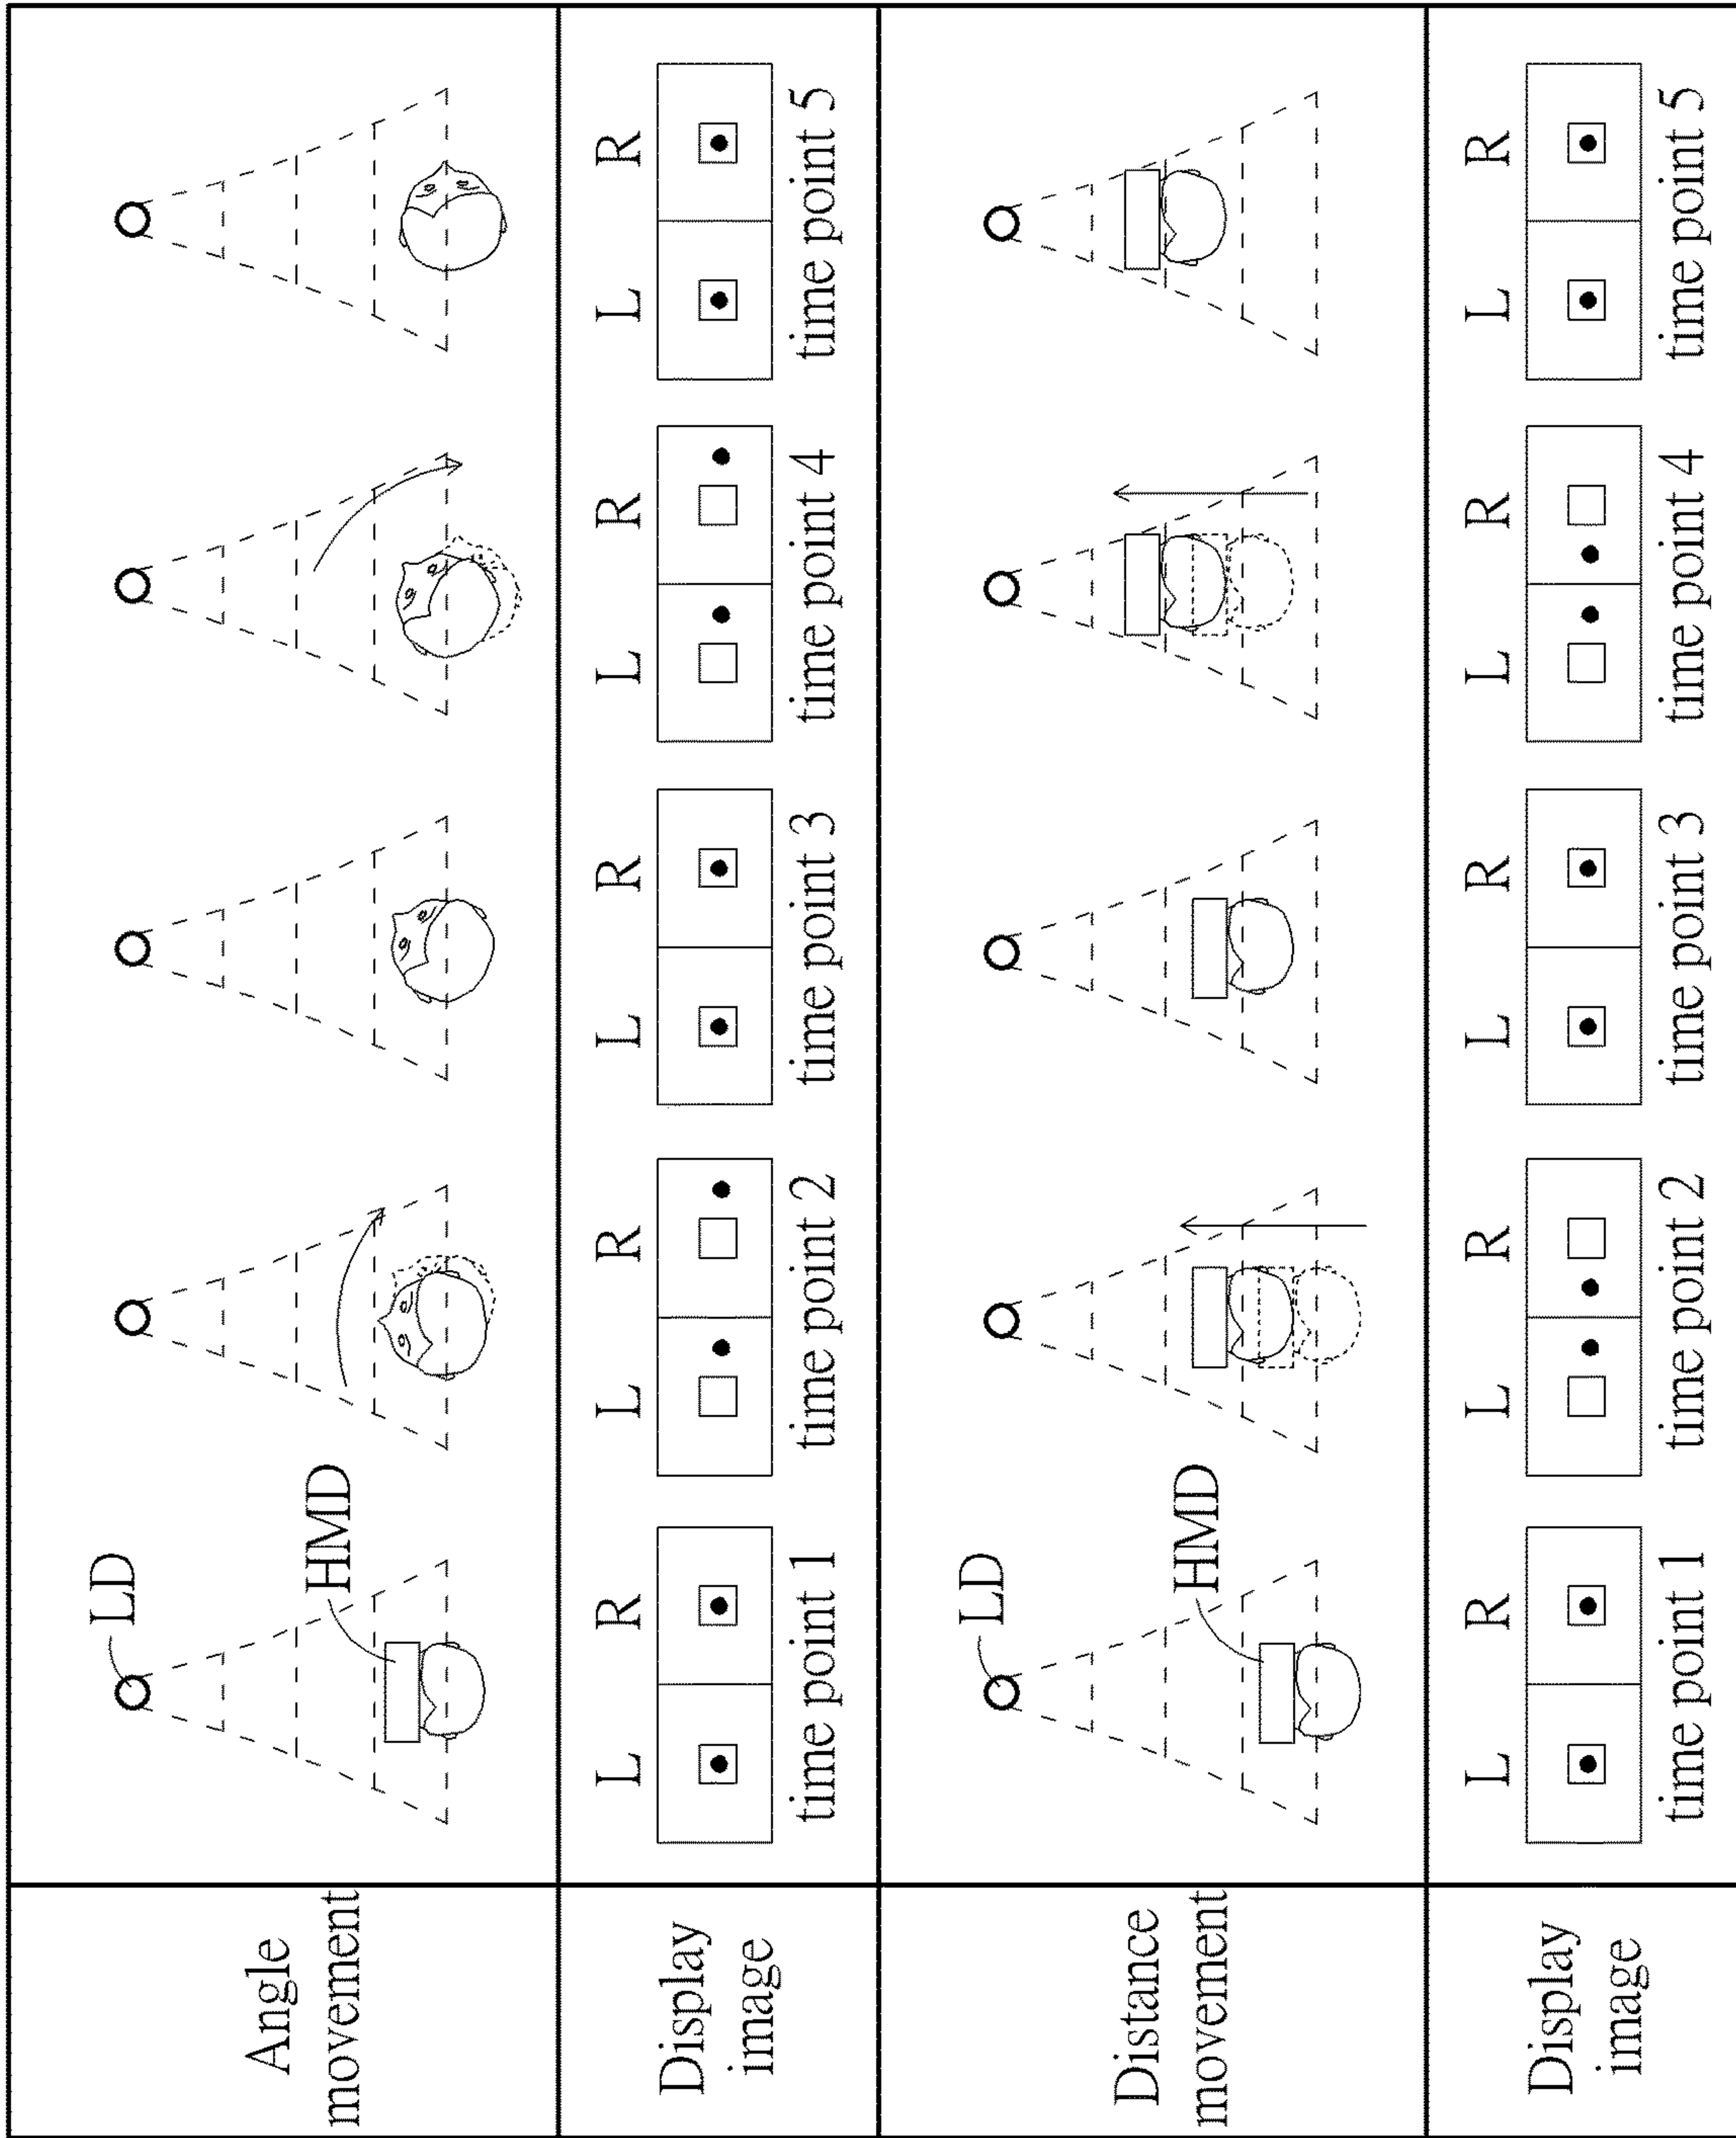 Angle
movement
LD
HMD
Display
image
L R
time point 1
L R
time point 2
L R
time point 3
L R
time point 4
L R
time point 5
Distance
movement
LD
HMD
Display
image
L R
time point 1
L R
time point 2
L R
time point 3
L R
time point 4
L R
time point 5